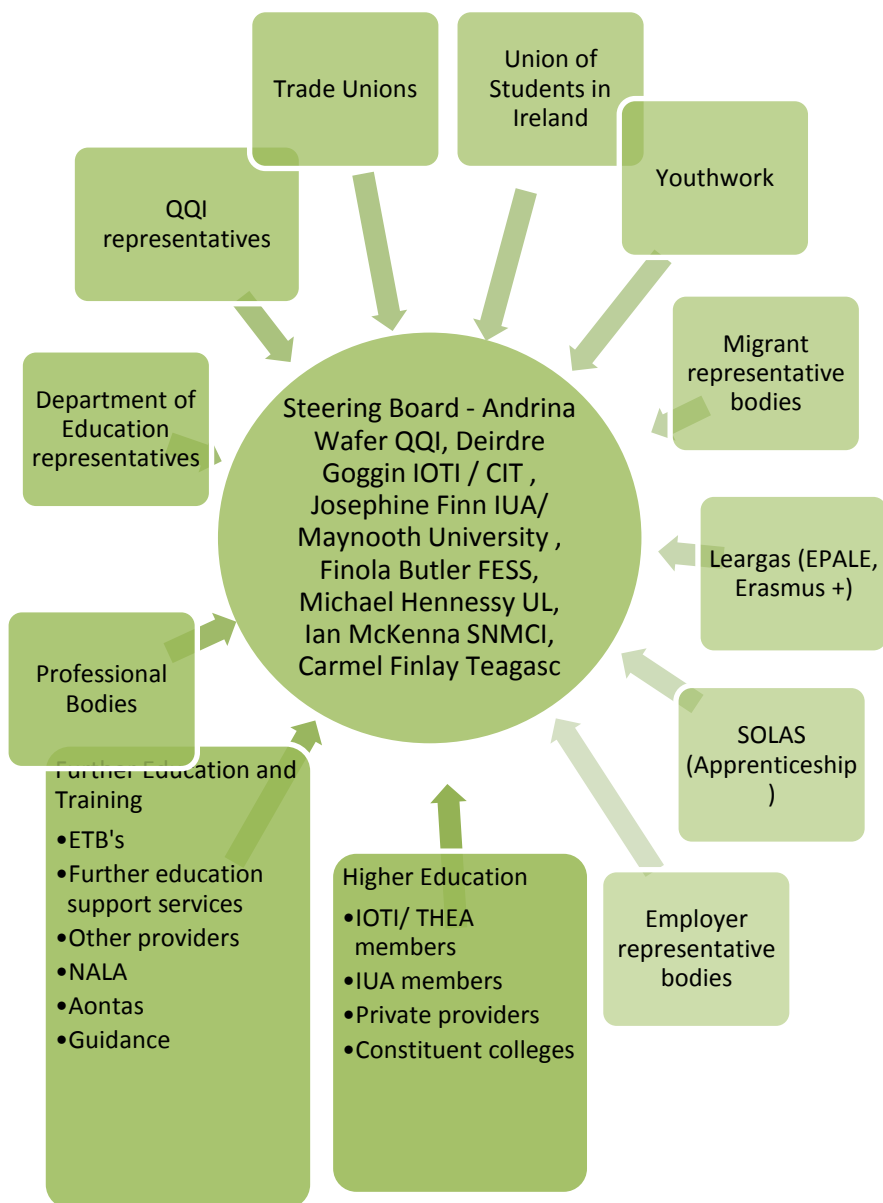 Trade Unions
Union of
Students in
Ireland
Youthwork
QQI
representatives
Migrant
representative
bodies
Department of
Education
representatives
Steering Board - Andrina
Wafer QQI, Deirdre
Goggin IOTI / CIT ,
Josephine Finn IUA/
Maynooth University ,
Finola Butler FESS,
Michael Hennessy UL,
Ian McKenna SNMCI,
Carmel Finlay Teagasc
Leargas (EPALE,
Erasmus +)
Professional
Bodies
SOLAS
(Apprenticeship
)
Further Education and
Training
•ETB's
•Further education
support services
•Other providers
•NALA
•Aontas
•Guidance
Higher Education
•IOTI/ THEA
members
•IUA members
•Private providers
•Constituent colleges
Employer
representative
bodies